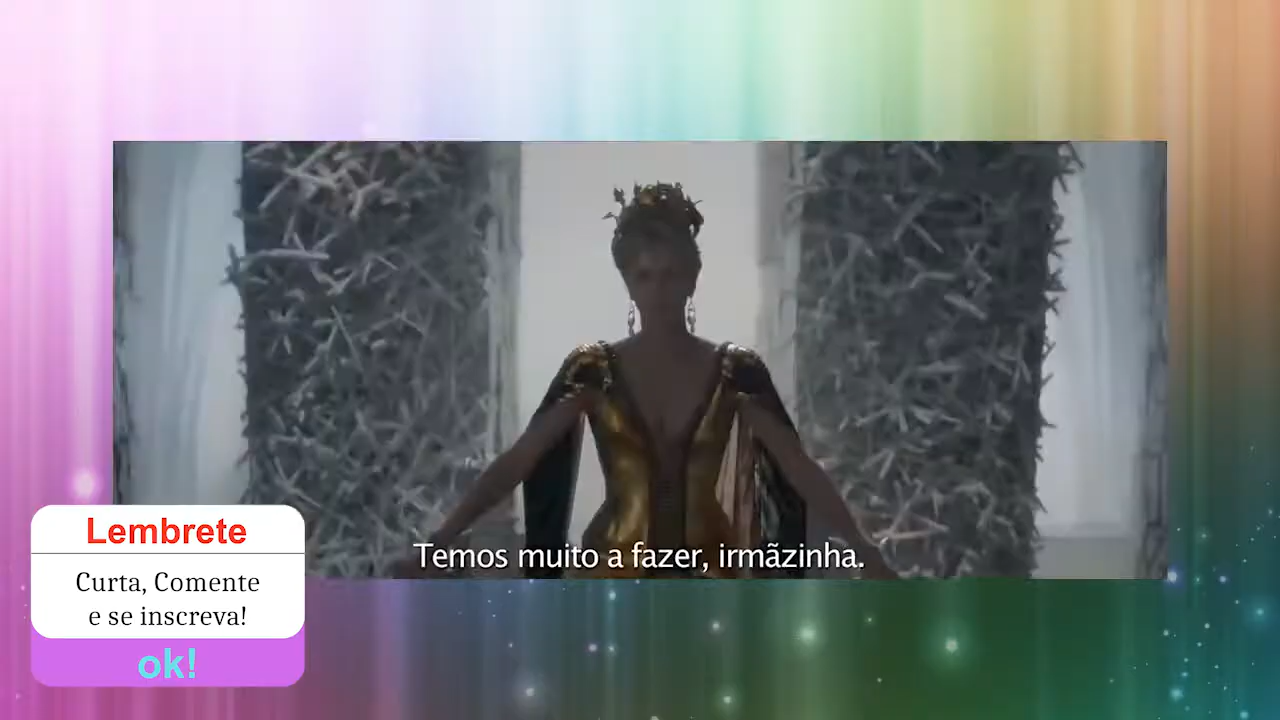 Temos muito a fazer, irmãzinha.
Lembrete
Curta, Comente
e se inscreva!
ok!